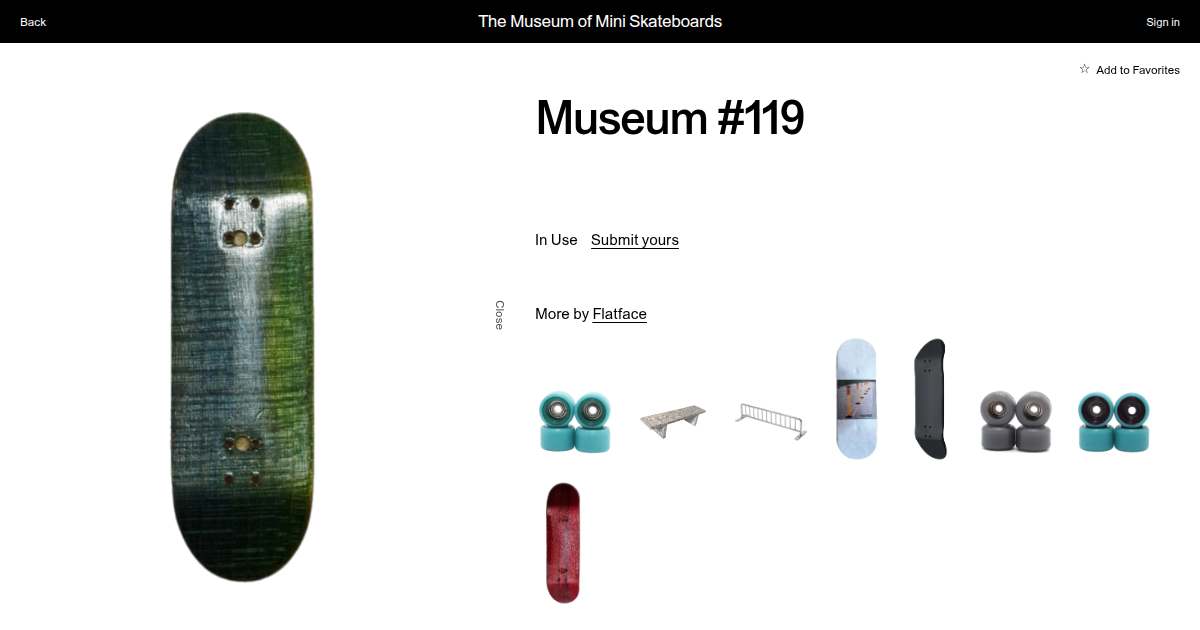 Back
The Museum of Mini Skateboards
Sign in
☆ Add to Favorites
Museum #119
In Use Submit yours
Close
More by Flatface